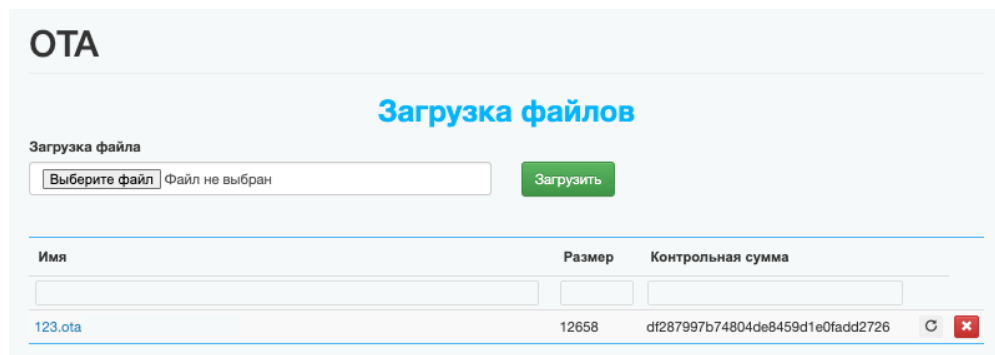 OTA
Загрузка файлов
Загрузка файла
Выберите файл Файл не выбран Загрузить
Имя Размер Контрольная сумма
123.ota 12658 df287997b74804de8459d1e0fadd2726